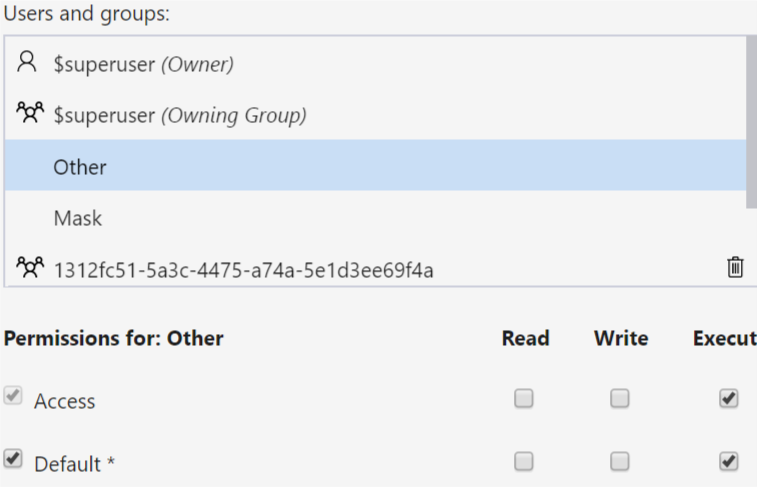 Users and groups:
$superuser (Owner)
$superuser (Owning Group)
Other
Mask
1312fc51-5a3c-4475-a74a-5e1d3ee69f4a
Permissions for: Other Read Write Execut
Access
Default *